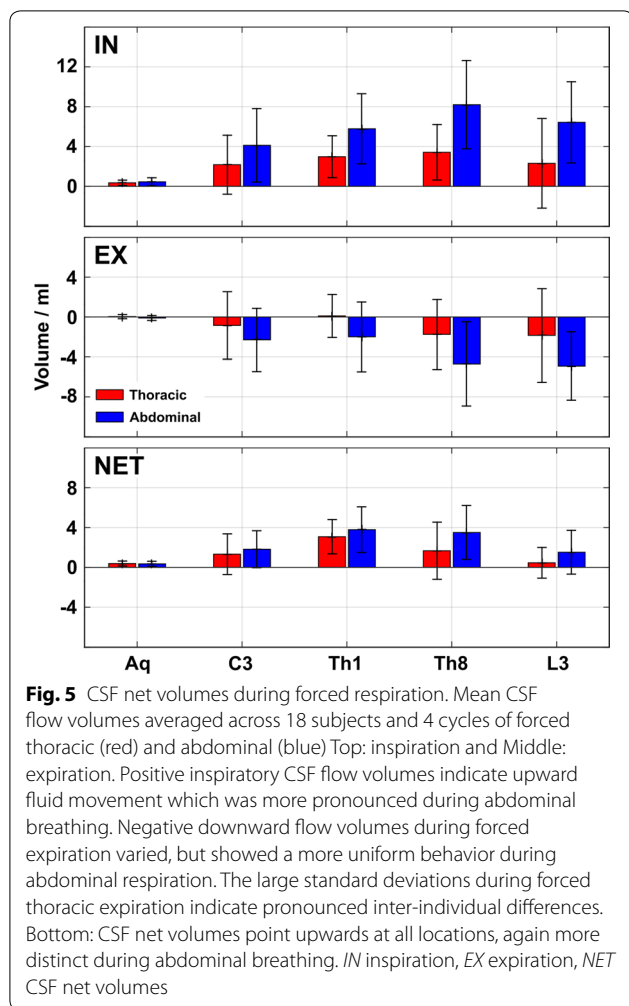 IN
12
8
4
0
EX
4
0
-4
-8
Volume / ml
Thoracic
Abdominal
NET
8
4
0
-4
Aq C3 Th1 Th8 L3
Fig. 5 CSF net volumes during forced respiration. Mean CSF
flow volumes averaged across 18 subjects and 4 cycles of forced
thoracic (red) and abdominal (blue) Top: inspiration and Middle:
expiration. Positive inspiratory CSF flow volumes indicate upward
fluid movement which was more pronounced during abdominal
breathing. Negative downward flow volumes during forced
expiration varied, but showed a more uniform behavior during
abdominal respiration. The large standard deviations during forced
thoracic expiration indicate pronounced inter-individual differences.
Bottom: CSF net volumes point upwards at all locations, again more
distinct during abdominal breathing. IN inspiration, EX expiration, NET
CSF net volumes